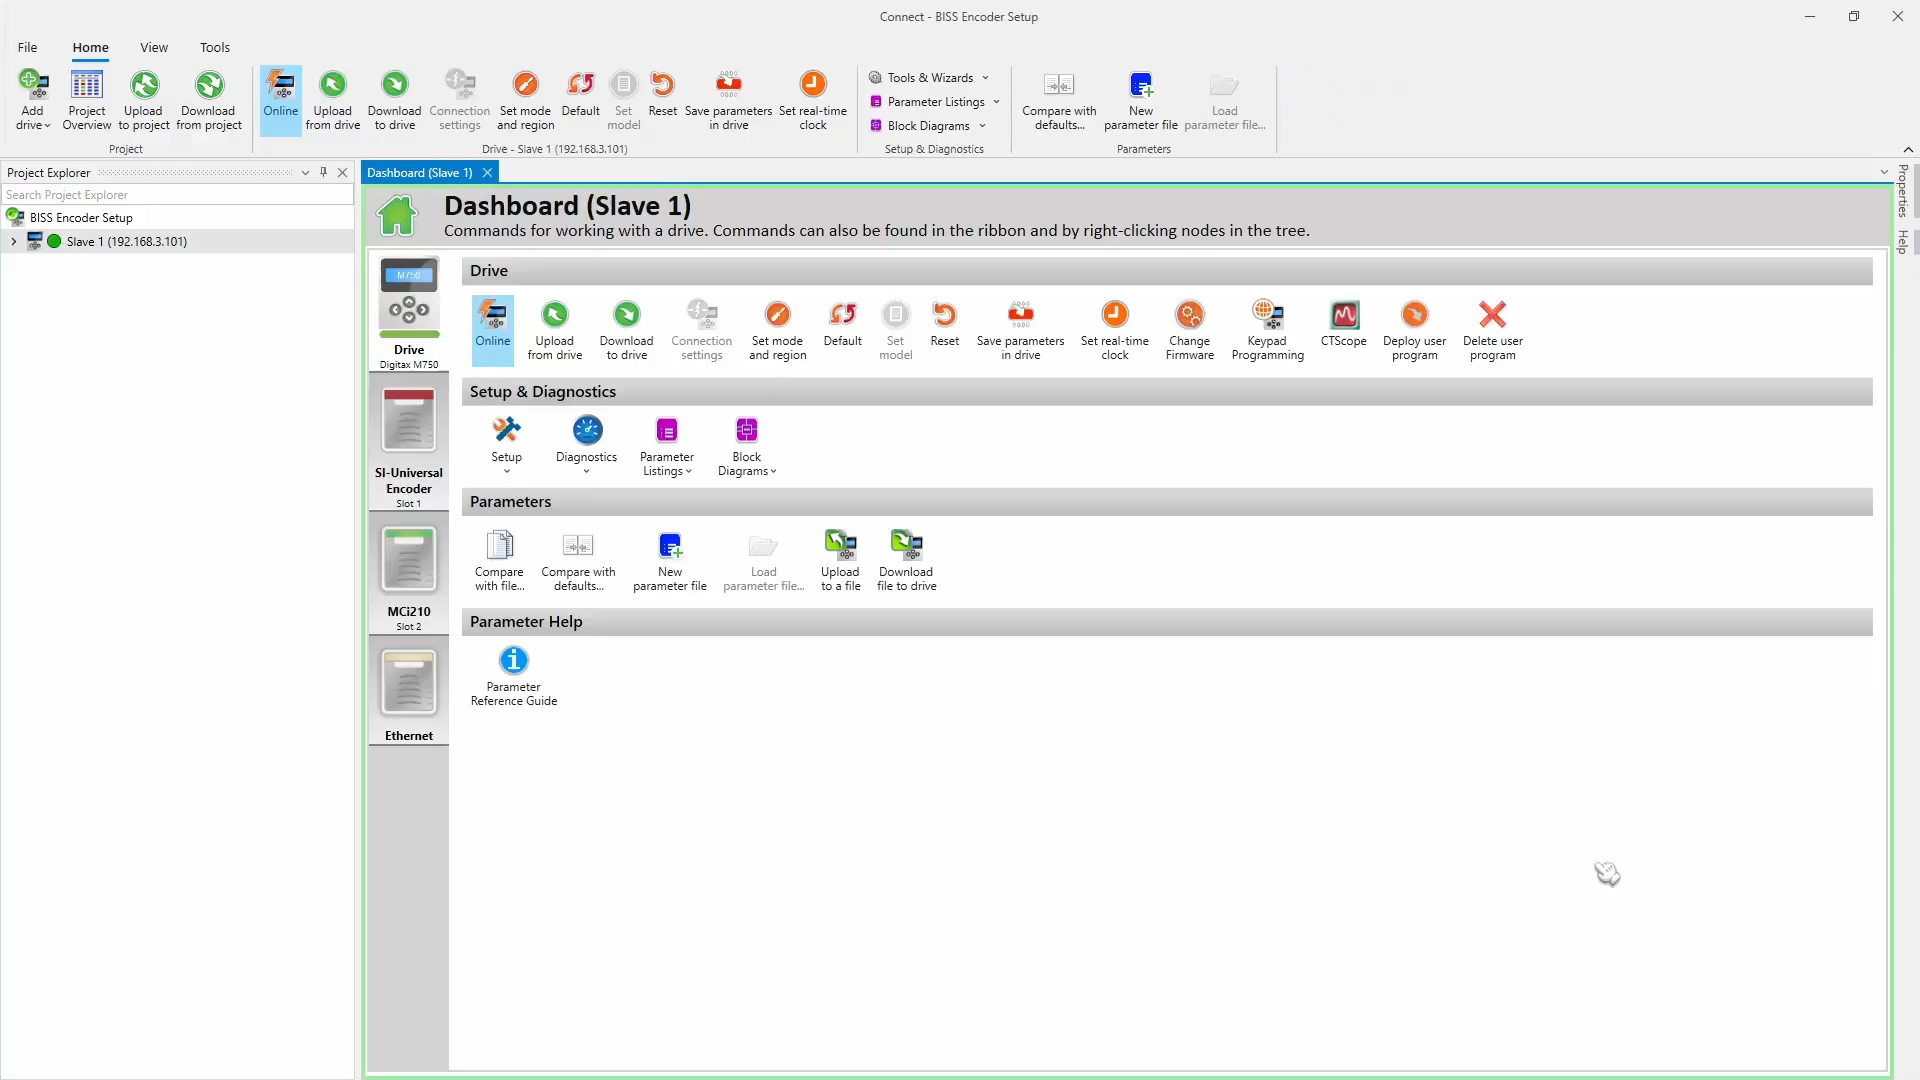 Connect - BISS Encoder Setup
File
Home
View
Tools
Add
drive
Project
Overview
Upload
to project
Download
from project
Project
Online
Upload
from drive
Download
to drive
Connection
settings
Set mode
and region
Default
Set
model
Reset
Save parameters
in drive
Set real-time
clock
Drive - Slave 1 (192.168.3.101)
Tools & Wizards
Parameter Listings
Block Diagrams
Setup & Diagnostics
Compare with
defaults...
New
parameter file
Load
parameter file...
Parameters
Project Explorer
Search Project Explorer
BISS Encoder Setup
Slave 1 (192.168.3.101)
Dashboard (Slave 1)
Properties
Help
Dashboard (Slave 1)
Commands for working with a drive. Commands can also be found in the ribbon and by right-clicking nodes in the tree.
M750
Drive
Digitax M750
SI-Universal
Encoder
Slot 1
MCi210
Slot 2
Ethernet
Drive
Online
Upload
from drive
Download
to drive
Connection
settings
Set mode
and region
Default
Set
model
Reset
Save parameters
in drive
Set real-time
clock
Change
Firmware
Keypad
Programming
CTScope
Deploy user
program
Delete user
program
Setup & Diagnostics
Setup
Diagnostics
Parameter
Listings
Block
Diagrams
Parameters
Compare
with file...
Compare with
defaults...
New
parameter file
Load
parameter file...
Upload
to a file
Download
file to drive
Parameter Help
Parameter
Reference Guide